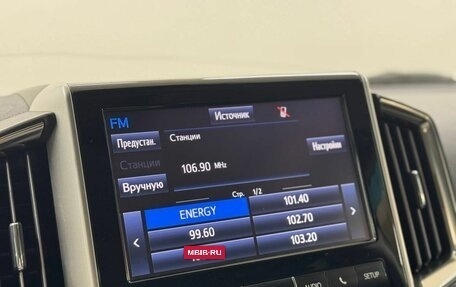 FM
Источник
Предустан.
Станции
Станции
106.90 MHz
Настройки
Вручную
Стр. 1/2
ENERGY
101.40
99.60
102.70
103.20
MBIB.RU
AUDIO
SETUP